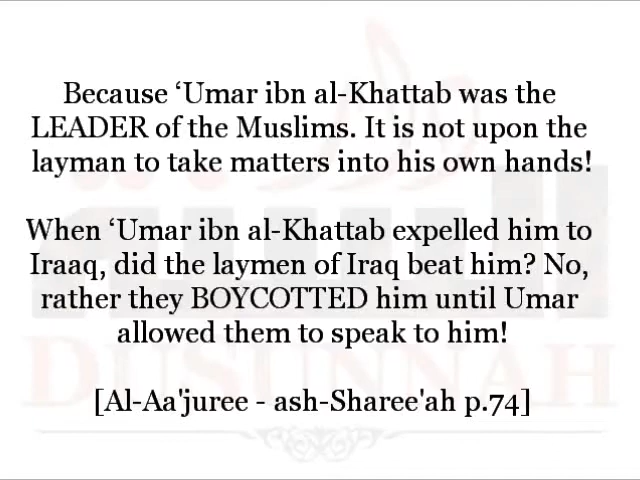 Because ‘Umar ibn al-Khattab was the
LEADER of the Muslims. It is not upon the
layman to take matters into his own hands!
When ‘Umar ibn al-Khattab expelled him to
Iraaq, did the laymen of Iraq beat him? No,
rather they BOYCOTTED him until Umar
allowed them to speak to him!
[Al-Aa'juree - ash-Sharee'ah p.74]
السنة
DUSUNNAH